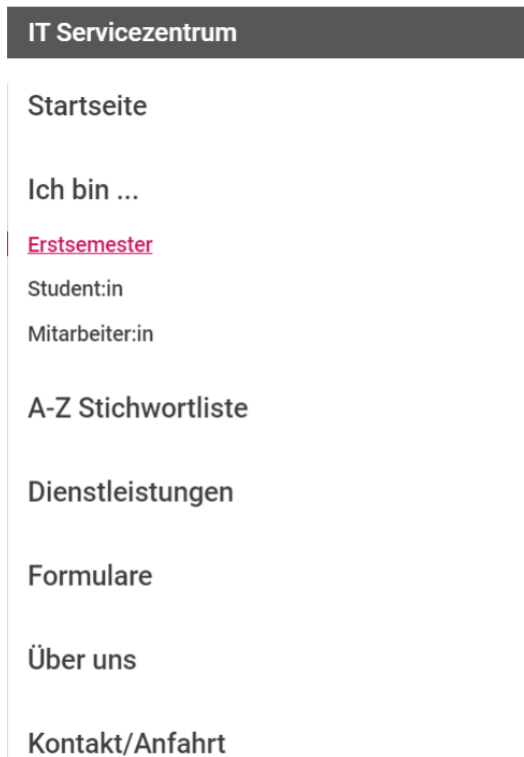 IT Servicezentrum
Startseite
Ich bin ...
Erstsemester
Student:in
Mitarbeiter:in
A-Z Stichwortliste
Dienstleistungen
Formulare
Über uns
Kontakt/Anfahrt